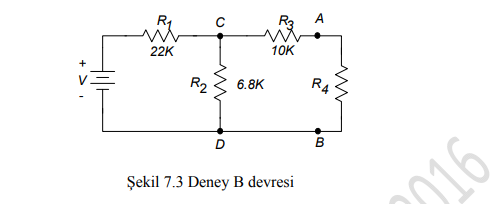 R1 C R3 A
22K 10K
+
V R2 6.8K R4
-
D B
Şekil 7.3 Deney B devresi
2016